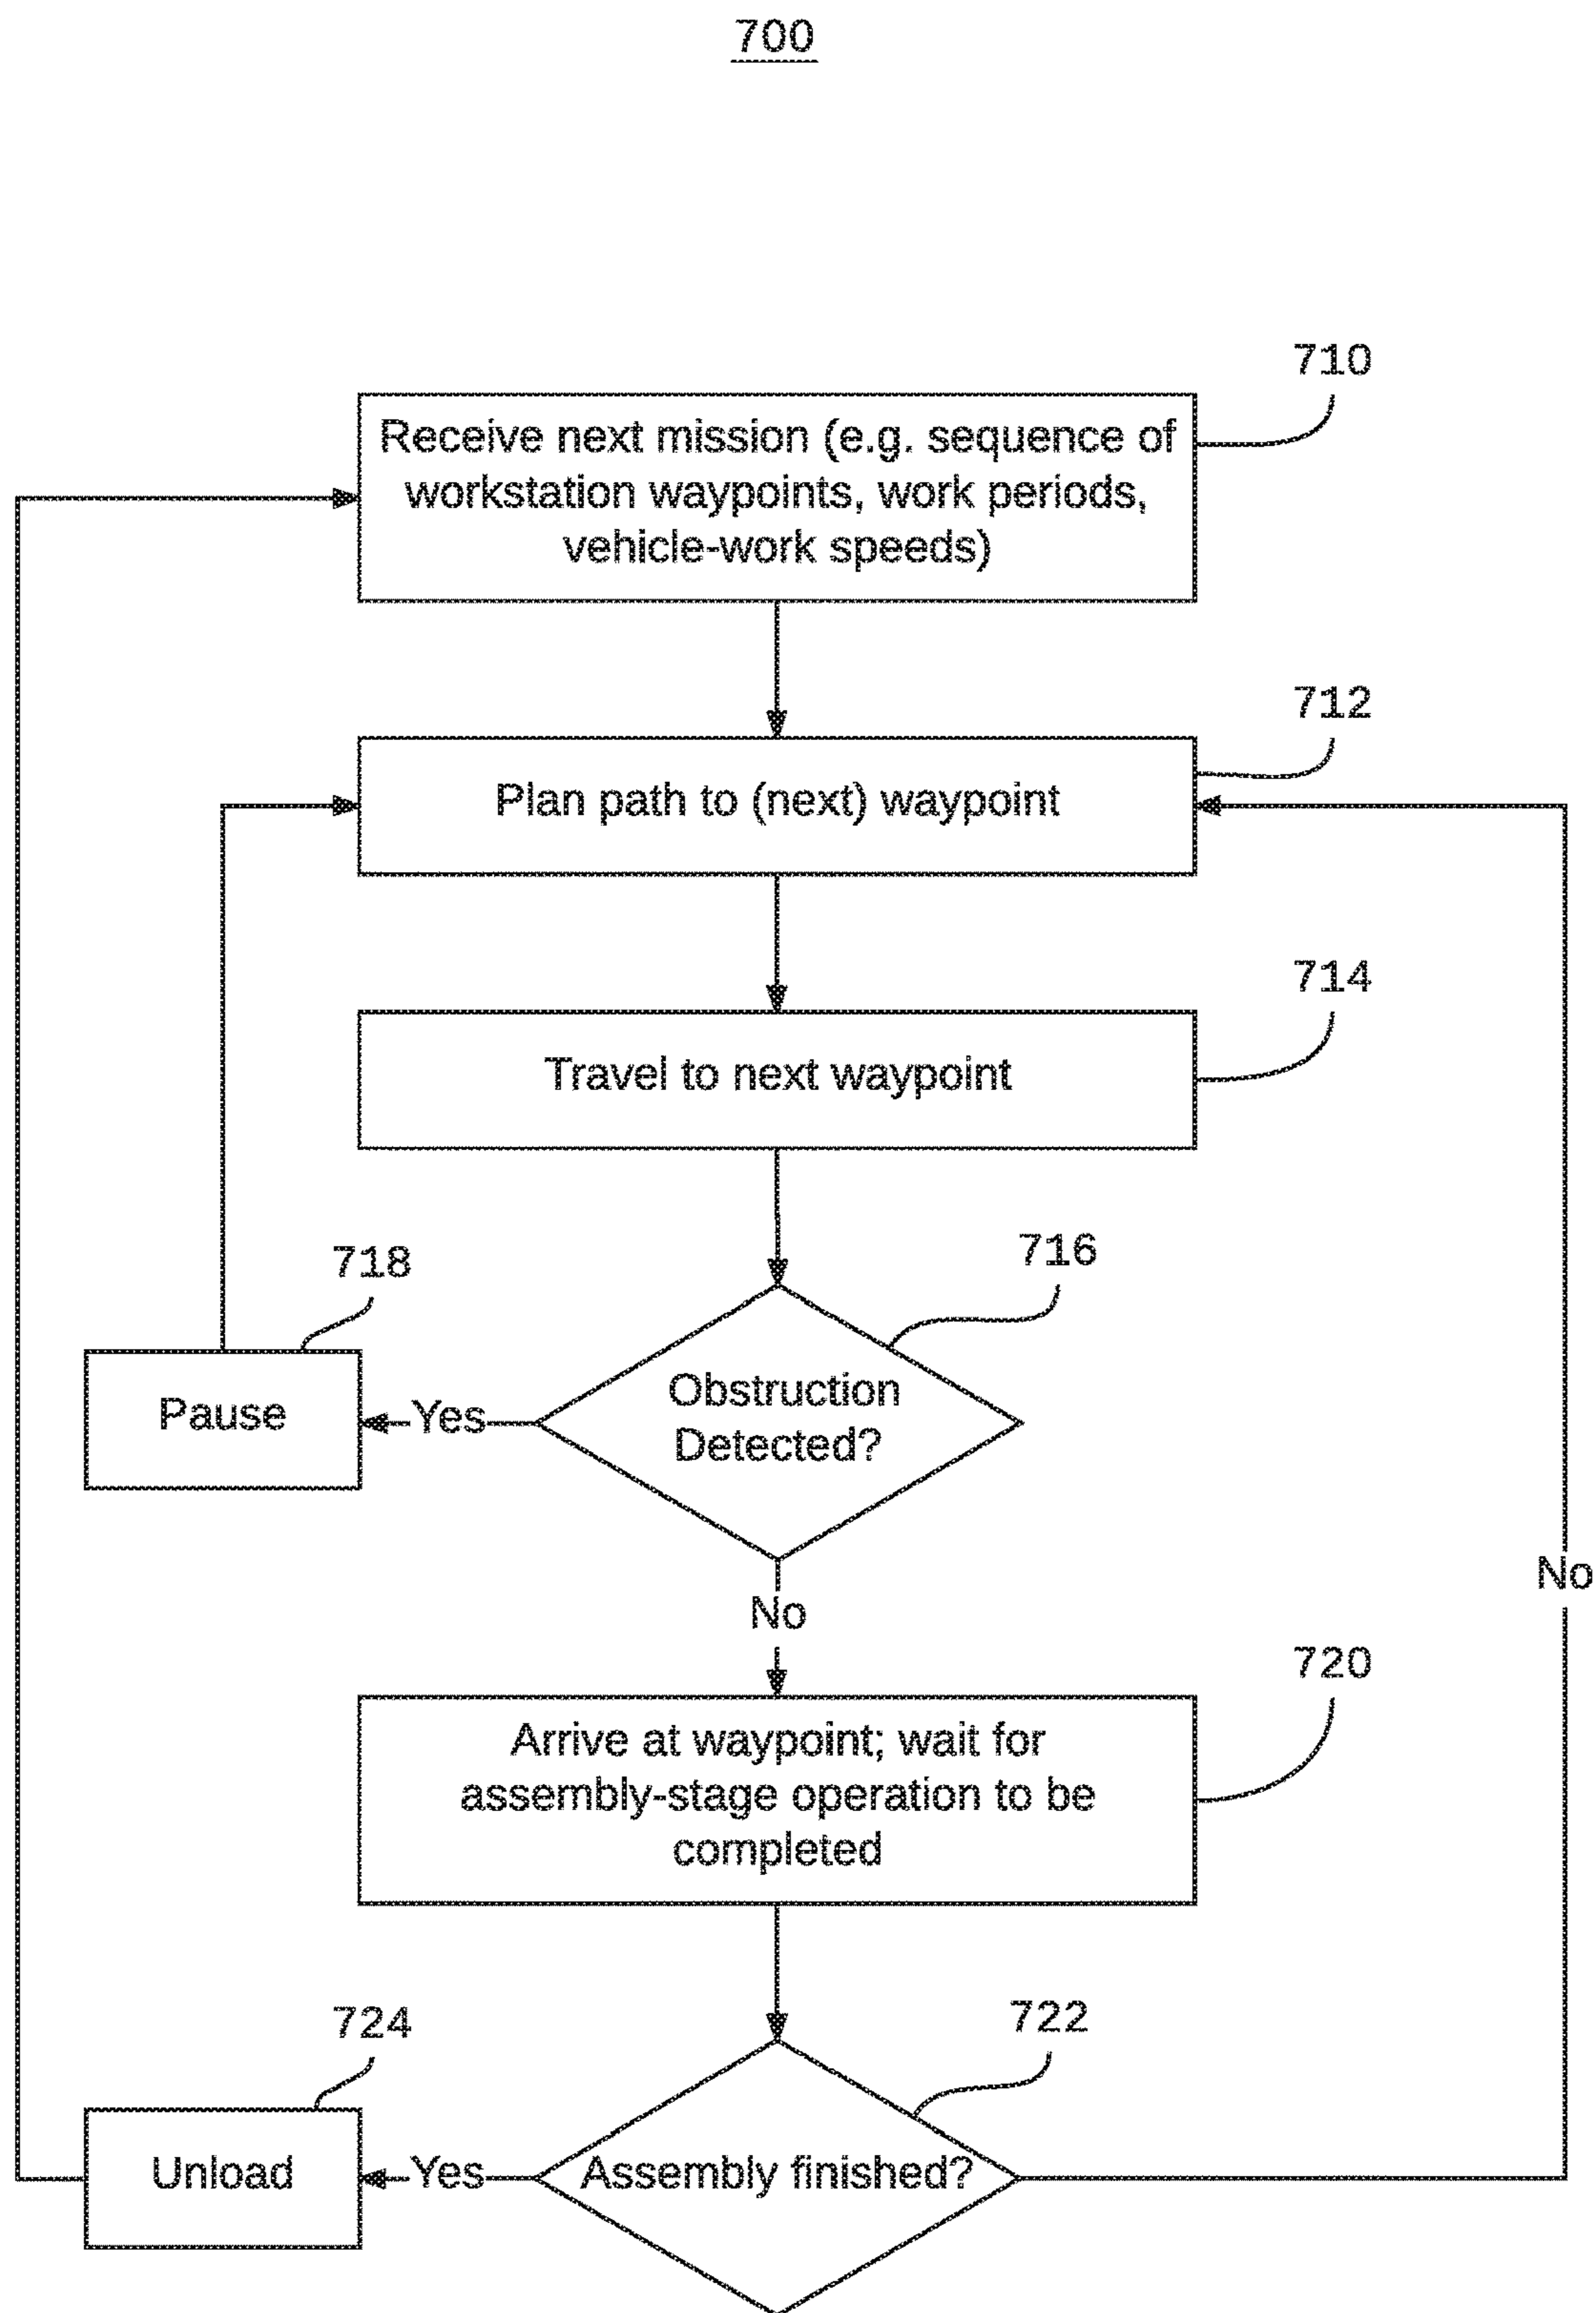 700
710
Receive next mission (e.g. sequence of
workstation waypoints, work periods,
vehicle-work speeds)
712
Plan path to (next) waypoint
714
Travel to next waypoint
716
718
Obstruction
Detected?
Yes
Pause
No
No
720
Arrive at waypoint; wait for
assembly-stage operation to be
completed
722
724
Assembly finished?
Yes
Unload